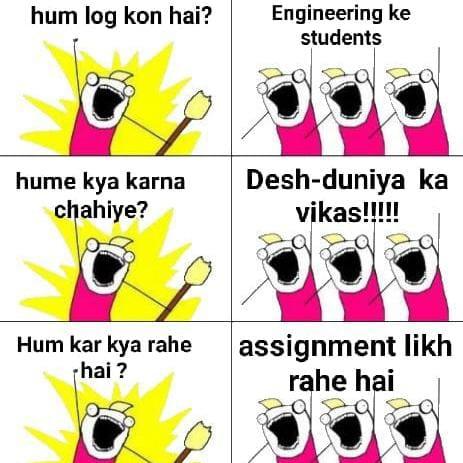 hum log kon hai?
Engineering ke
students
hume kya karna
chahiye?
Desh-duniya ka
vikas!!!!!
Hum kar kya rahe
hai ?
assignment likh
rahe hai